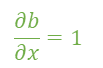 ∂b/∂x = 1